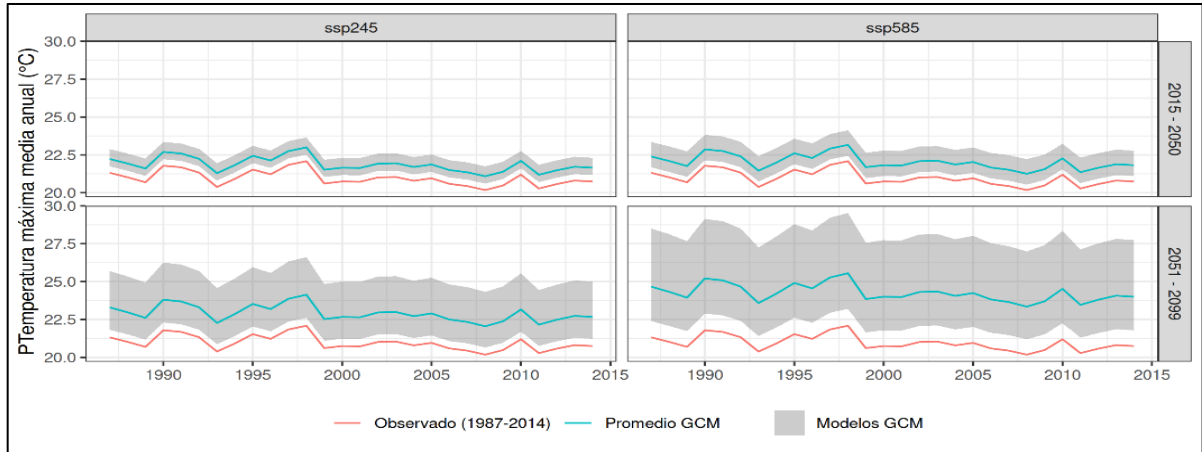 ssp245
ssp585
PTemperatura máxima media anual (°C)
30.0
27.5
25.0
22.5
20.0
2015 - 2050
30.0
27.5
25.0
22.5
20.0
2051 - 2099
1990 1995 2000 2005 2010 2015
1990 1995 2000 2005 2010 2015
Observado (1987-2014) Promedio GCM Modelos GCM